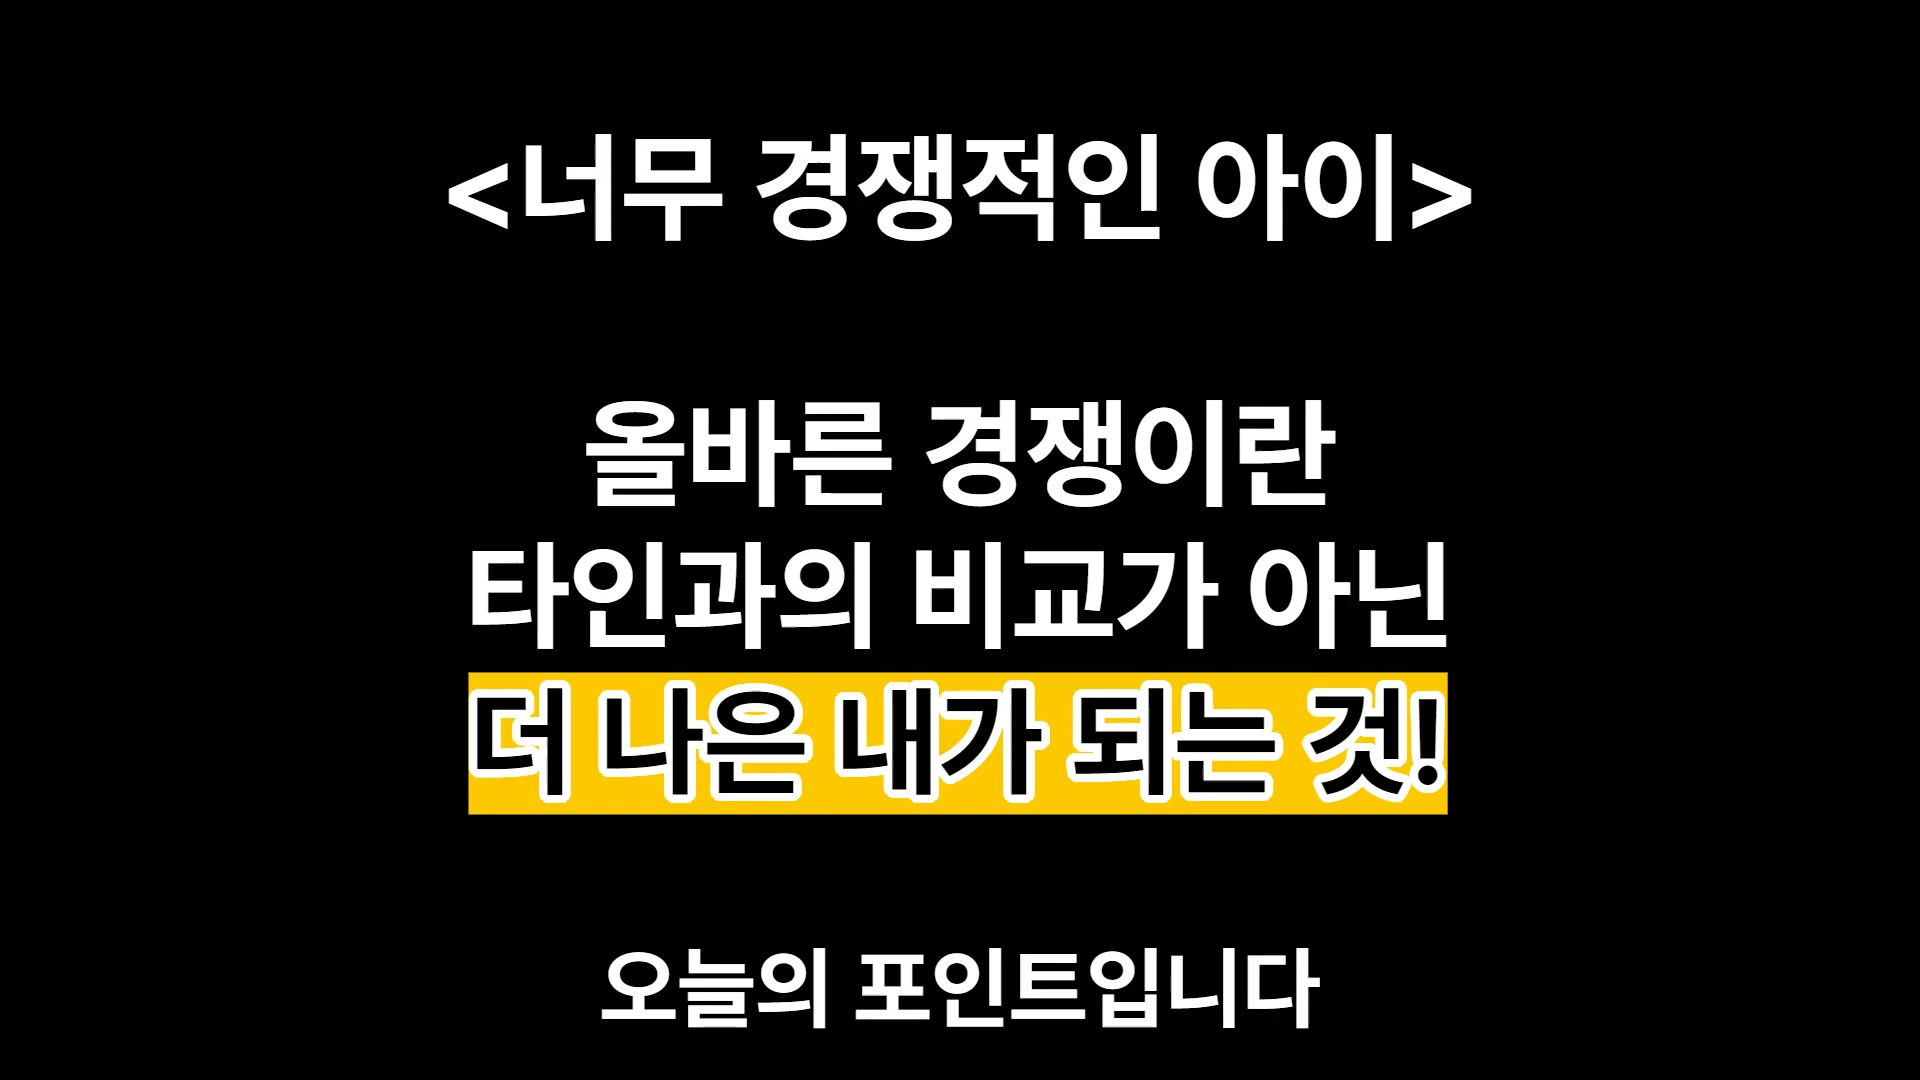 <너무 경쟁적인 아이>
올바른 경쟁이란
타인과의 비교가 아닌
더 나은 내가 되는 것!
오늘의 포인트입니다